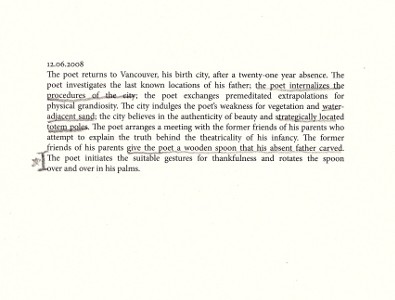 12.06.2008
The poet returns to Vancouver, his birth city, after a twenty-one year absence. The
poet investigates the last known locations of his father; the poet internalizes the
procedures of the city; the poet exchanges premeditated extrapolations for
physical grandiosity. The city indulges the poet's weakness for vegetation and water-
adjacent sand; the city believes in the authenticity of beauty and strategically located
totem poles. The poet arranges a meeting with the former friends of his parents who
attempt to explain the truth behind the theatricality of his infancy. The former
friends of his parents give the poet a wooden spoon that his absent father carved.
The poet initiates the suitable gestures for thankfulness and rotates the spoon
over and over in his palms.